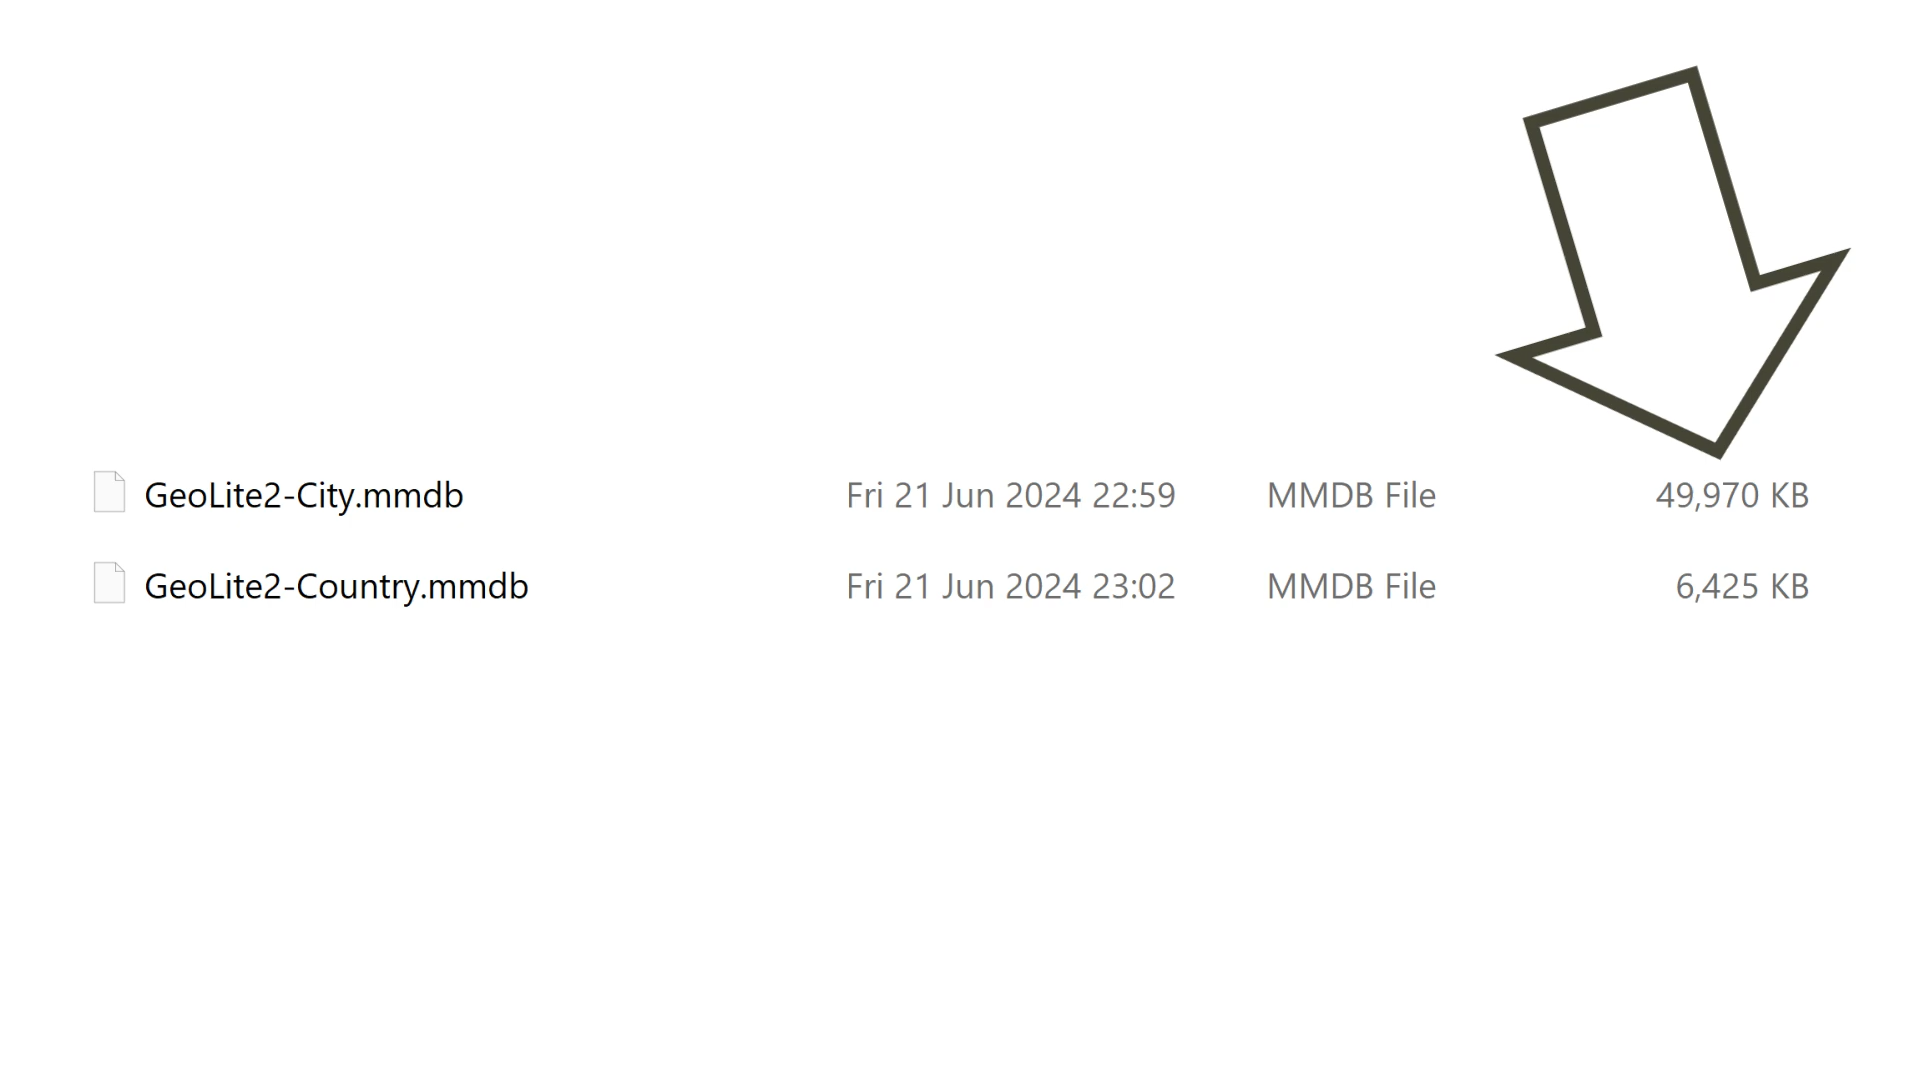 GeoLite2-City.mmdb Fri 21 Jun 2024 22:59 MMDB File 49,970 KB
GeoLite2-Country.mmdb Fri 21 Jun 2024 23:02 MMDB File 6,425 KB